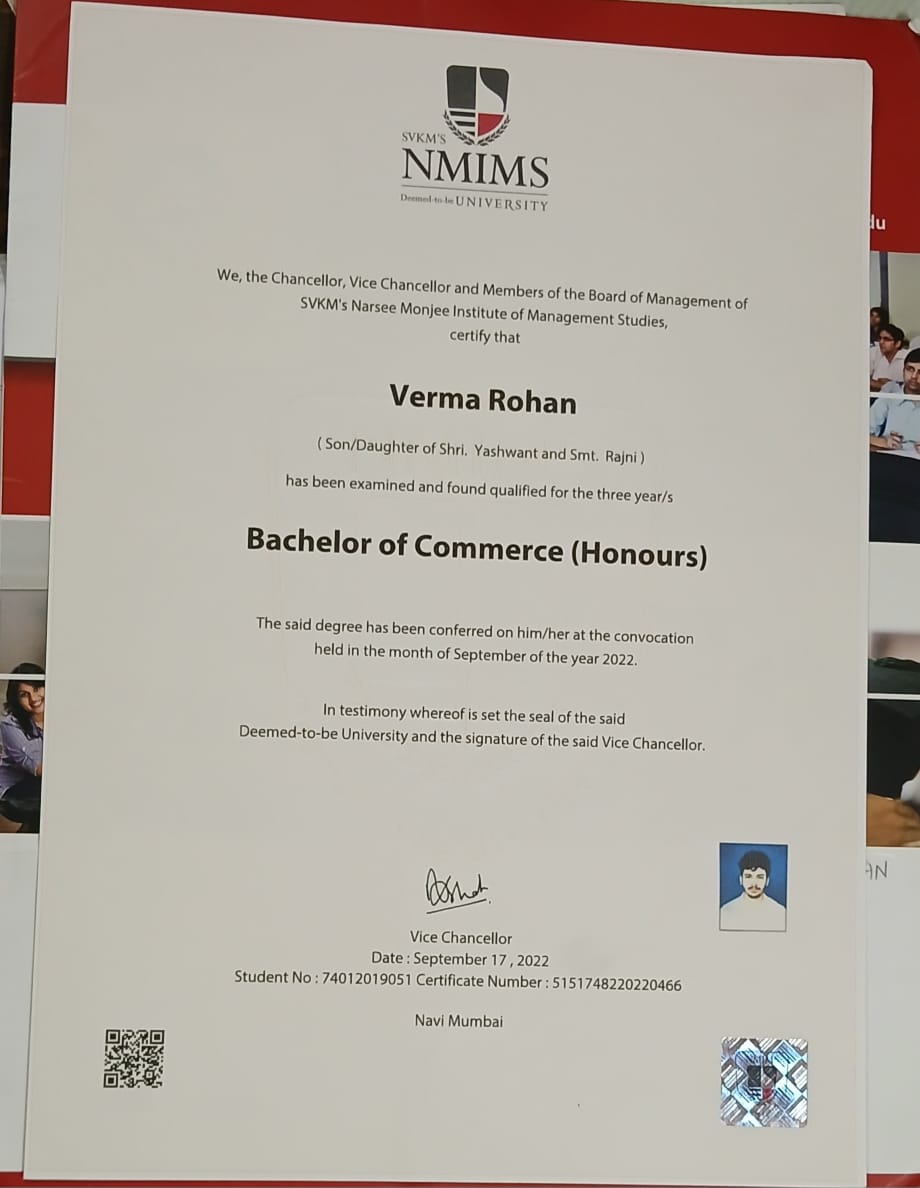 SVKM'S
NMIMS
Deemed-to-be UNIVERSITY
du
We, the Chancellor, Vice Chancellor and Members of the Board of Management of
SVKM's Narsee Monjee Institute of Management Studies,
certify that
Verma Rohan
( Son/Daughter of Shri. Yashwant and Smt. Rajni )
has been examined and found qualified for the three year/s
Bachelor of Commerce (Honours)
The said degree has been conferred on him/her at the convocation
held in the month of September of the year 2022.
In testimony whereof is set the seal of the said
Deemed-to-be University and the signature of the said Vice Chancellor.
AN
Vice Chancellor
Date : September 17 , 2022
Student No : 74012019051 Certificate Number : 5151748220220466
Navi Mumbai